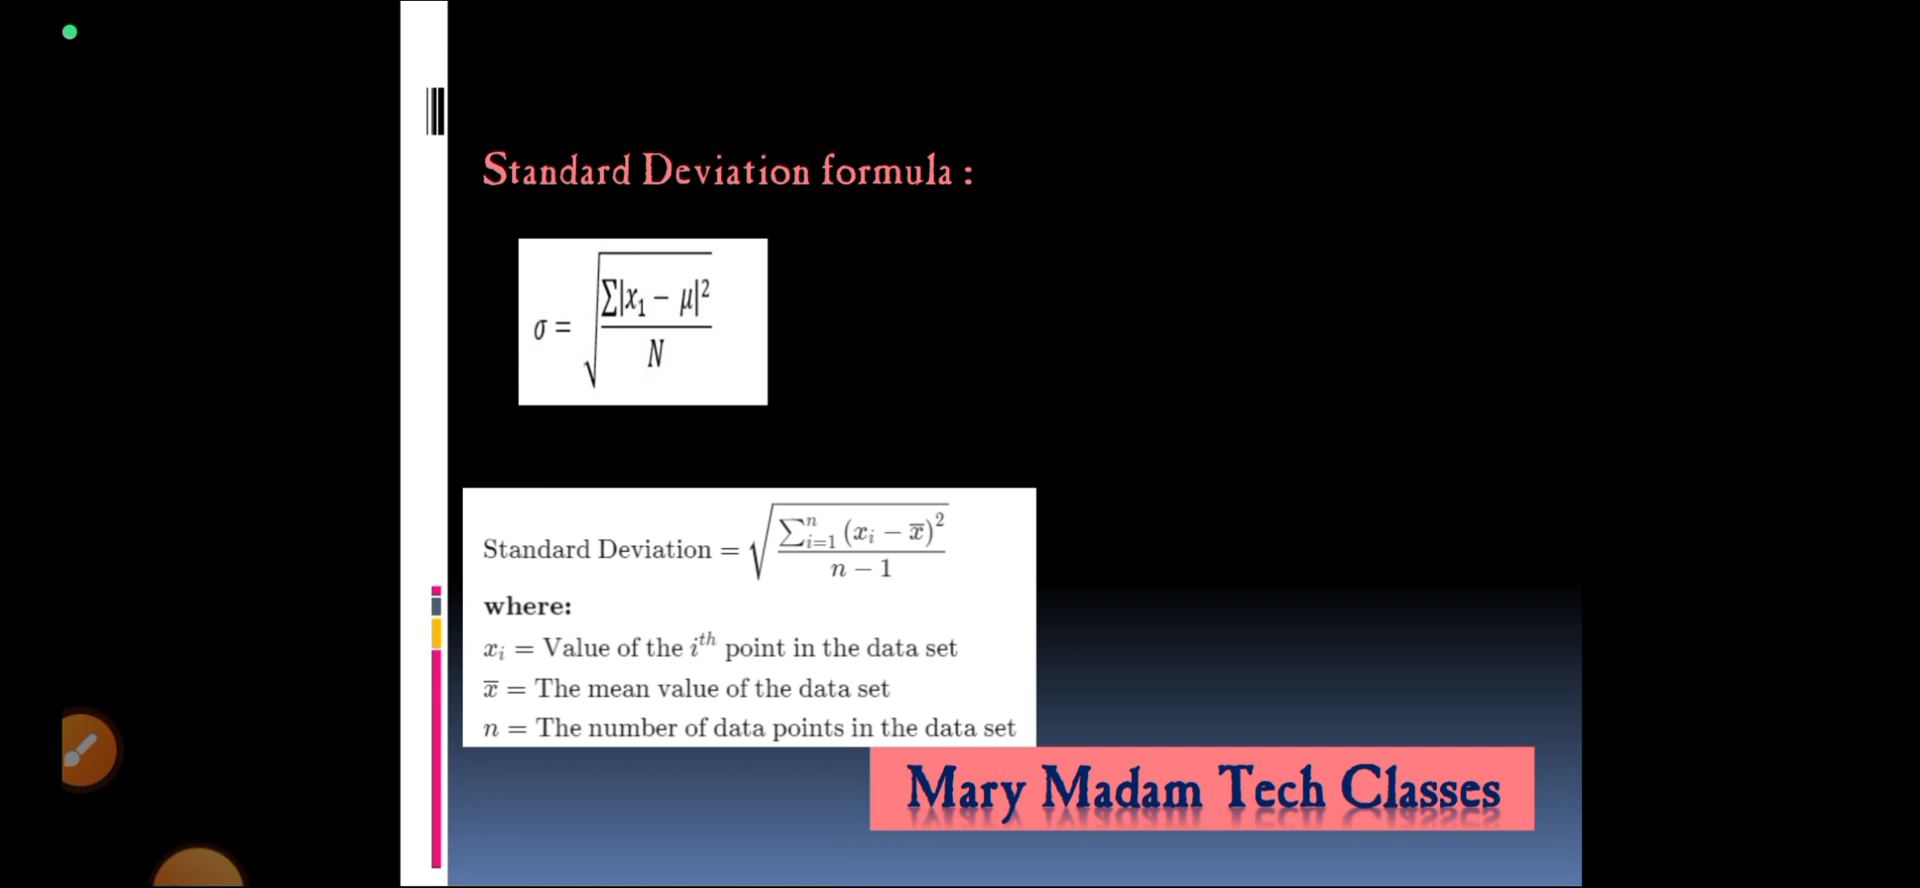 Standard Deviation formula :
σ = √(Σ|x₁ − μ|² / N)
Standard Deviation = √(∑ⁿᵢ₌₁ (xᵢ − x̅)² / n − 1)
where:
xᵢ = Value of the iᵗʰ point in the data set
x̅ = The mean value of the data set
n = The number of data points in the data set
Mary Madam Tech Classes